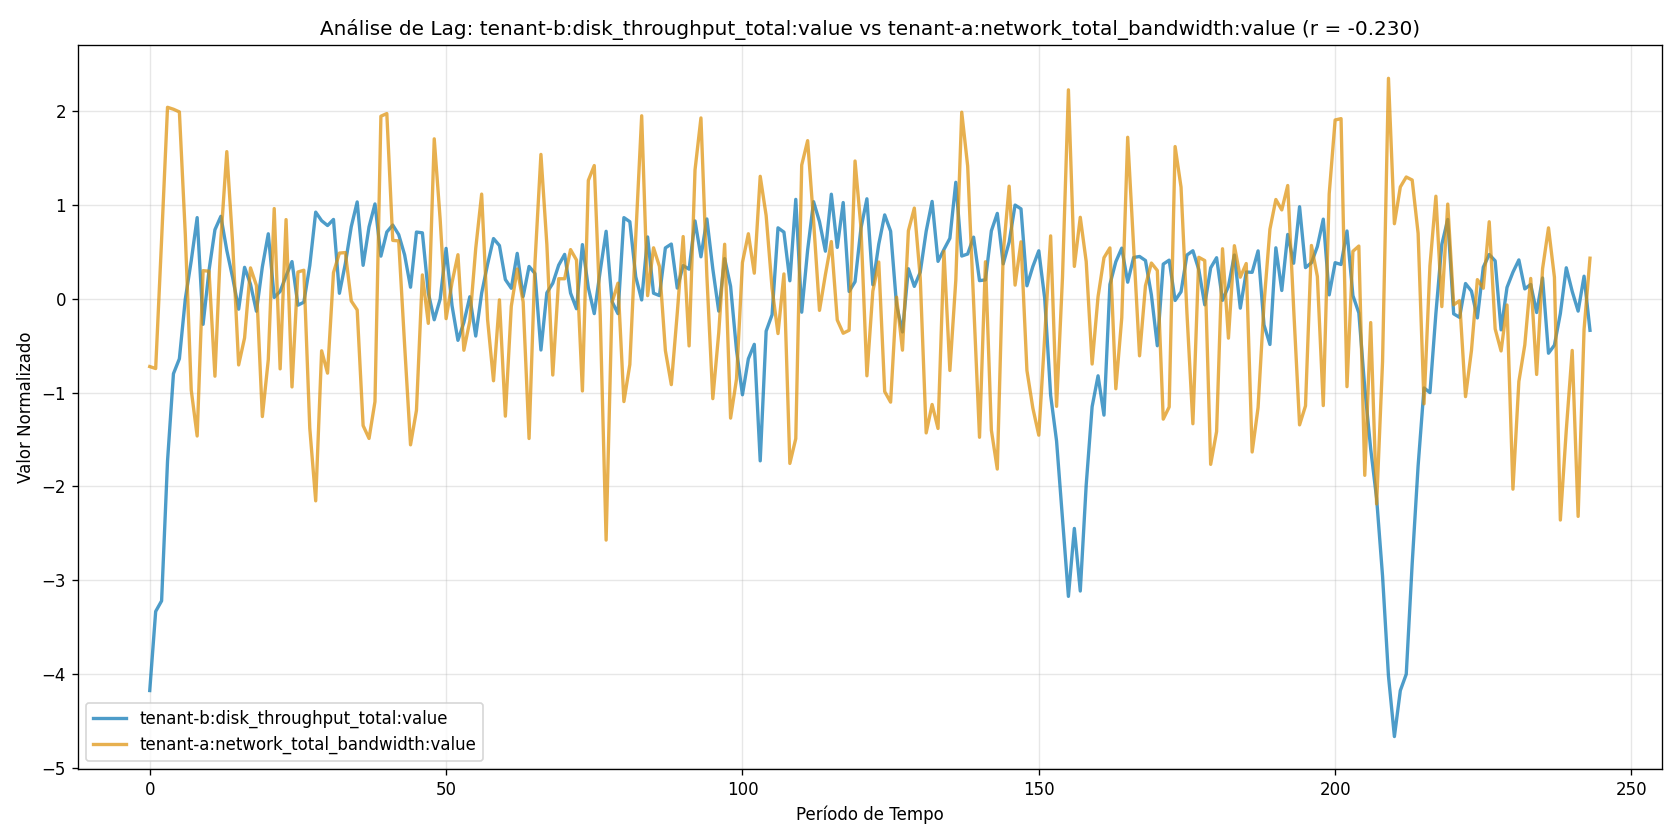 Análise de Lag: tenant-b:disk_throughput_total:value vs tenant-a:network_total_bandwidth:value (r = -0.230)
Valor Normalizado
2
1
0
−1
−2
−3
−4
−5
tenant-b:disk_throughput_total:value
tenant-a:network_total_bandwidth:value
0
50
100
150
200
250
Período de Tempo